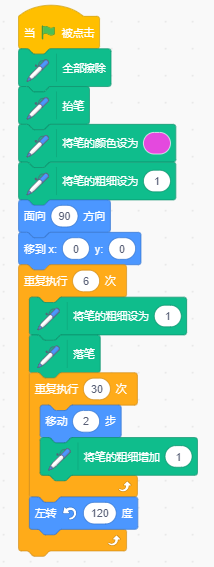 当 被点击
全部擦除
抬笔
将笔的颜色设为
将笔的粗细设为 1
面向 90 方向
移到 x: 0 y: 0
重复执行 6 次
将笔的粗细设为 1
落笔
重复执行 30 次
移动 2 步
将笔的粗细增加 1
左转 120 度